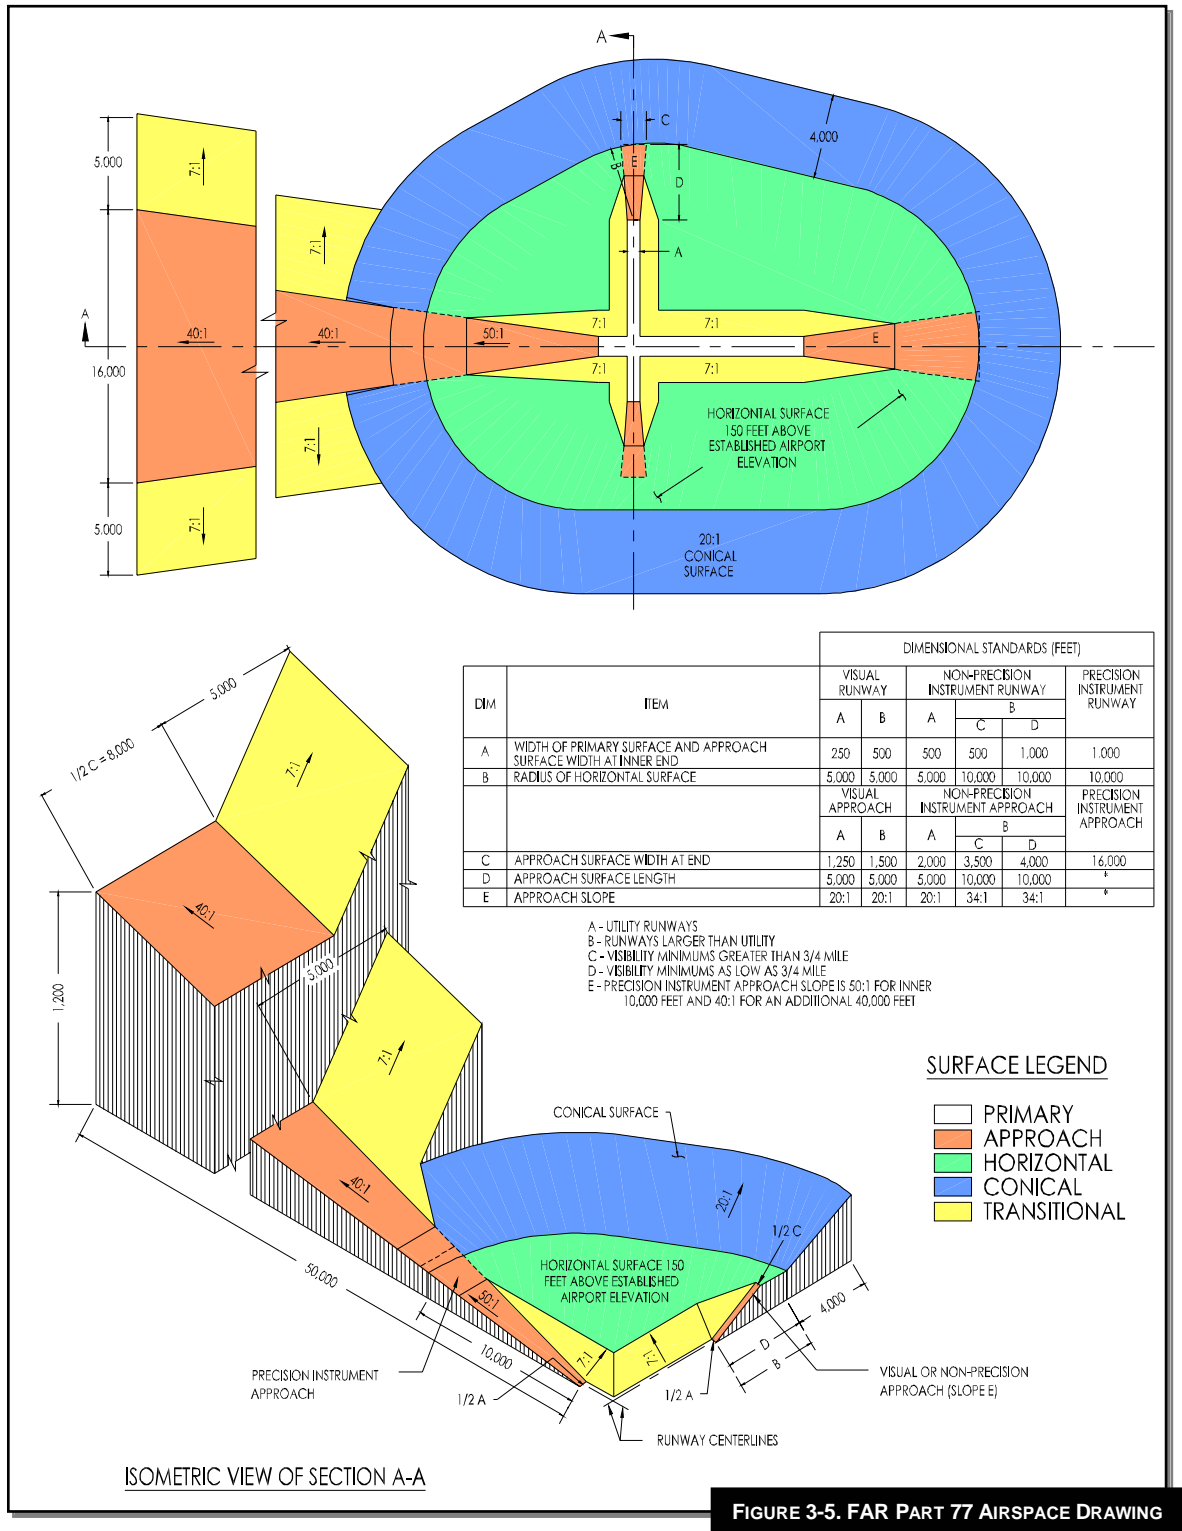 A
C
4,000
5,000
7:1
B
E
D
A
7:1
A
40:1
40:1
50:1
7:1
7:1
E
16,000
7:1
7:1
HORIZONTAL SURFACE
150 FEET ABOVE
ESTABLISHED AIRPORT
ELEVATION
7:1
5,000
7:1
20:1
CONICAL
SURFACE
DIMENSIONAL STANDARDS (FEET)
DIM ITEM VISUAL RUNWAY NON-PRECISION INSTRUMENT RUNWAY PRECISION INSTRUMENT RUNWAY
A B A B
C D
A WIDTH OF PRIMARY SURFACE AND APPROACH SURFACE WIDTH AT INNER END 250 500 500 500 1,000 1,000
B RADIUS OF HORIZONTAL SURFACE 5,000 5,000 5,000 10,000 10,000 10,000
VISUAL APPROACH NON-PRECISION INSTRUMENT APPROACH PRECISION INSTRUMENT APPROACH
A B A B
C D
C APPROACH SURFACE WIDTH AT END 1,250 1,500 2,000 3,500 4,000 16,000
D APPROACH SURFACE LENGTH 5,000 5,000 5,000 10,000 10,000 *
E APPROACH SLOPE 20:1 20:1 20:1 34:1 34:1 *
A - UTILITY RUNWAYS
B - RUNWAYS LARGER THAN UTILITY
C - VISIBILITY MINIMUMS GREATER THAN 3/4 MILE
D - VISIBILITY MINIMUMS AS LOW AS 3/4 MILE
E - PRECISION INSTRUMENT APPROACH SLOPE IS 50:1 FOR INNER
10,000 FEET AND 40:1 FOR AN ADDITIONAL 40,000 FEET
5,000
1/2 C = 8,000
7:1
40:1
5,000
1,200
7:1
SURFACE LEGEND
PRIMARY
APPROACH
HORIZONTAL
CONICAL
TRANSITIONAL
CONICAL SURFACE
40:1
20:1
1/2 C
HORIZONTAL SURFACE 150
FEET ABOVE ESTABLISHED
AIRPORT ELEVATION
50,000
50:1
4,000
10,000
7:1
7:1
D
B
PRECISION INSTRUMENT
APPROACH
1/2 A
1/2 A
VISUAL OR NON-PRECISION
APPROACH (SLOPE E)
RUNWAY CENTERLINES
ISOMETRIC VIEW OF SECTION A-A
FIGURE 3-5. FAR PART 77 AIRSPACE DRAWING